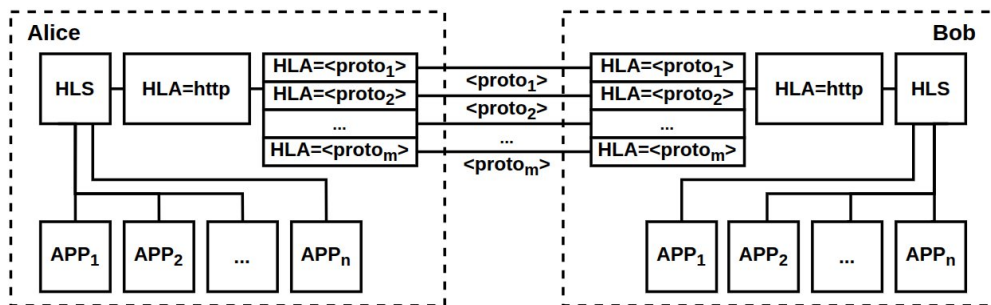 Alice
HLS
HLA=http
HLA=<proto₁>
HLA=<proto₂>
...
HLA=<protoₘ>
<proto₁>
<proto₂>
...
<protoₘ>
APP₁
APP₂
...
APPₙ
Bob
HLA=<proto₁>
HLA=<proto₂>
...
HLA=<protoₘ>
HLA=http
HLS
APP₁
APP₂
...
APPₙ